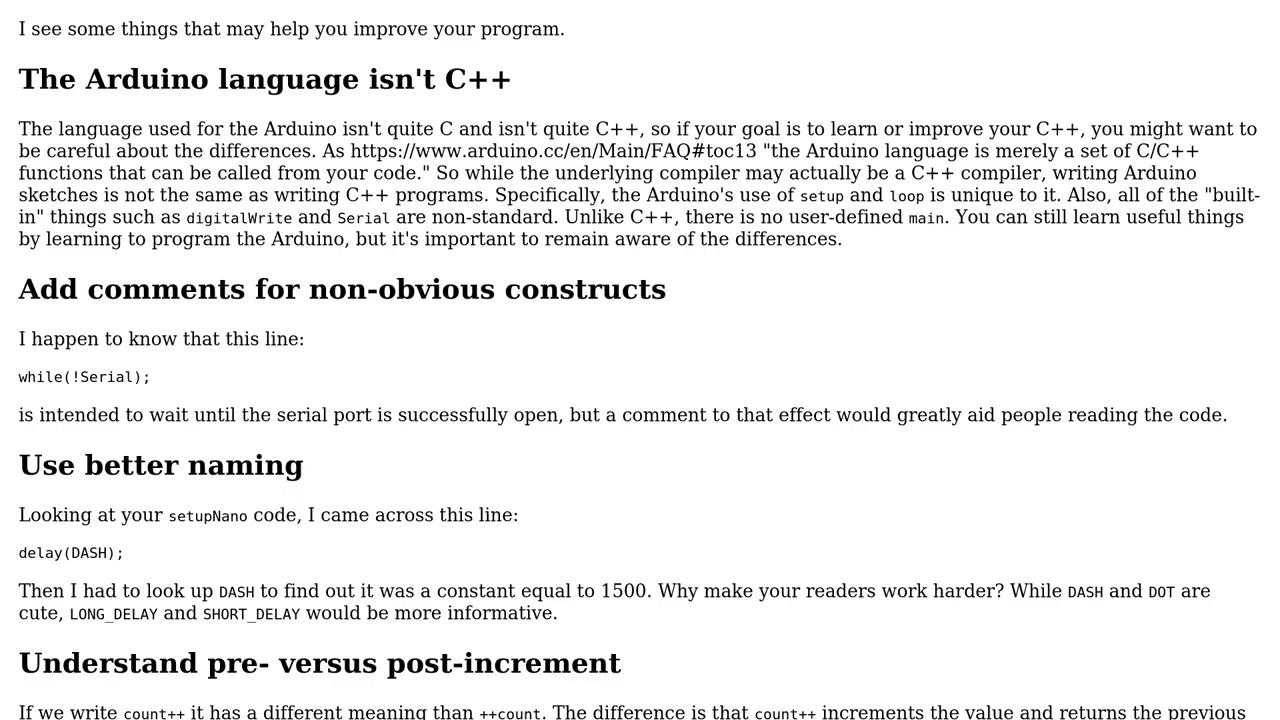 I see some things that may help you improve your program.
The Arduino language isn't C++
The language used for the Arduino isn't quite C and isn't quite C++, so if your goal is to learn or improve your C++, you might want to
be careful about the differences. As https://www.arduino.cc/en/Main/FAQ#toc13 "the Arduino language is merely a set of C/C++
functions that can be called from your code." So while the underlying compiler may actually be a C++ compiler, writing Arduino
sketches is not the same as writing C++ programs. Specifically, the Arduino's use of setup and loop is unique to it. Also, all of the "built-
in" things such as digitalWrite and Serial are non-standard. Unlike C++, there is no user-defined main. You can still learn useful things
by learning to program the Arduino, but it's important to remain aware of the differences.
Add comments for non-obvious constructs
I happen to know that this line:
while(!Serial);
is intended to wait until the serial port is successfully open, but a comment to that effect would greatly aid people reading the code.
Use better naming
Looking at your setupNano code, I came across this line:
delay(DASH);
Then I had to look up DASH to find out it was a constant equal to 1500. Why make your readers work harder? While DASH and DOT are
cute, LONG_DELAY and SHORT_DELAY would be more informative.
Understand pre- versus post-increment
If we write count++ it has a different meaning than ++count. The difference is that count++ increments the value and returns the previous